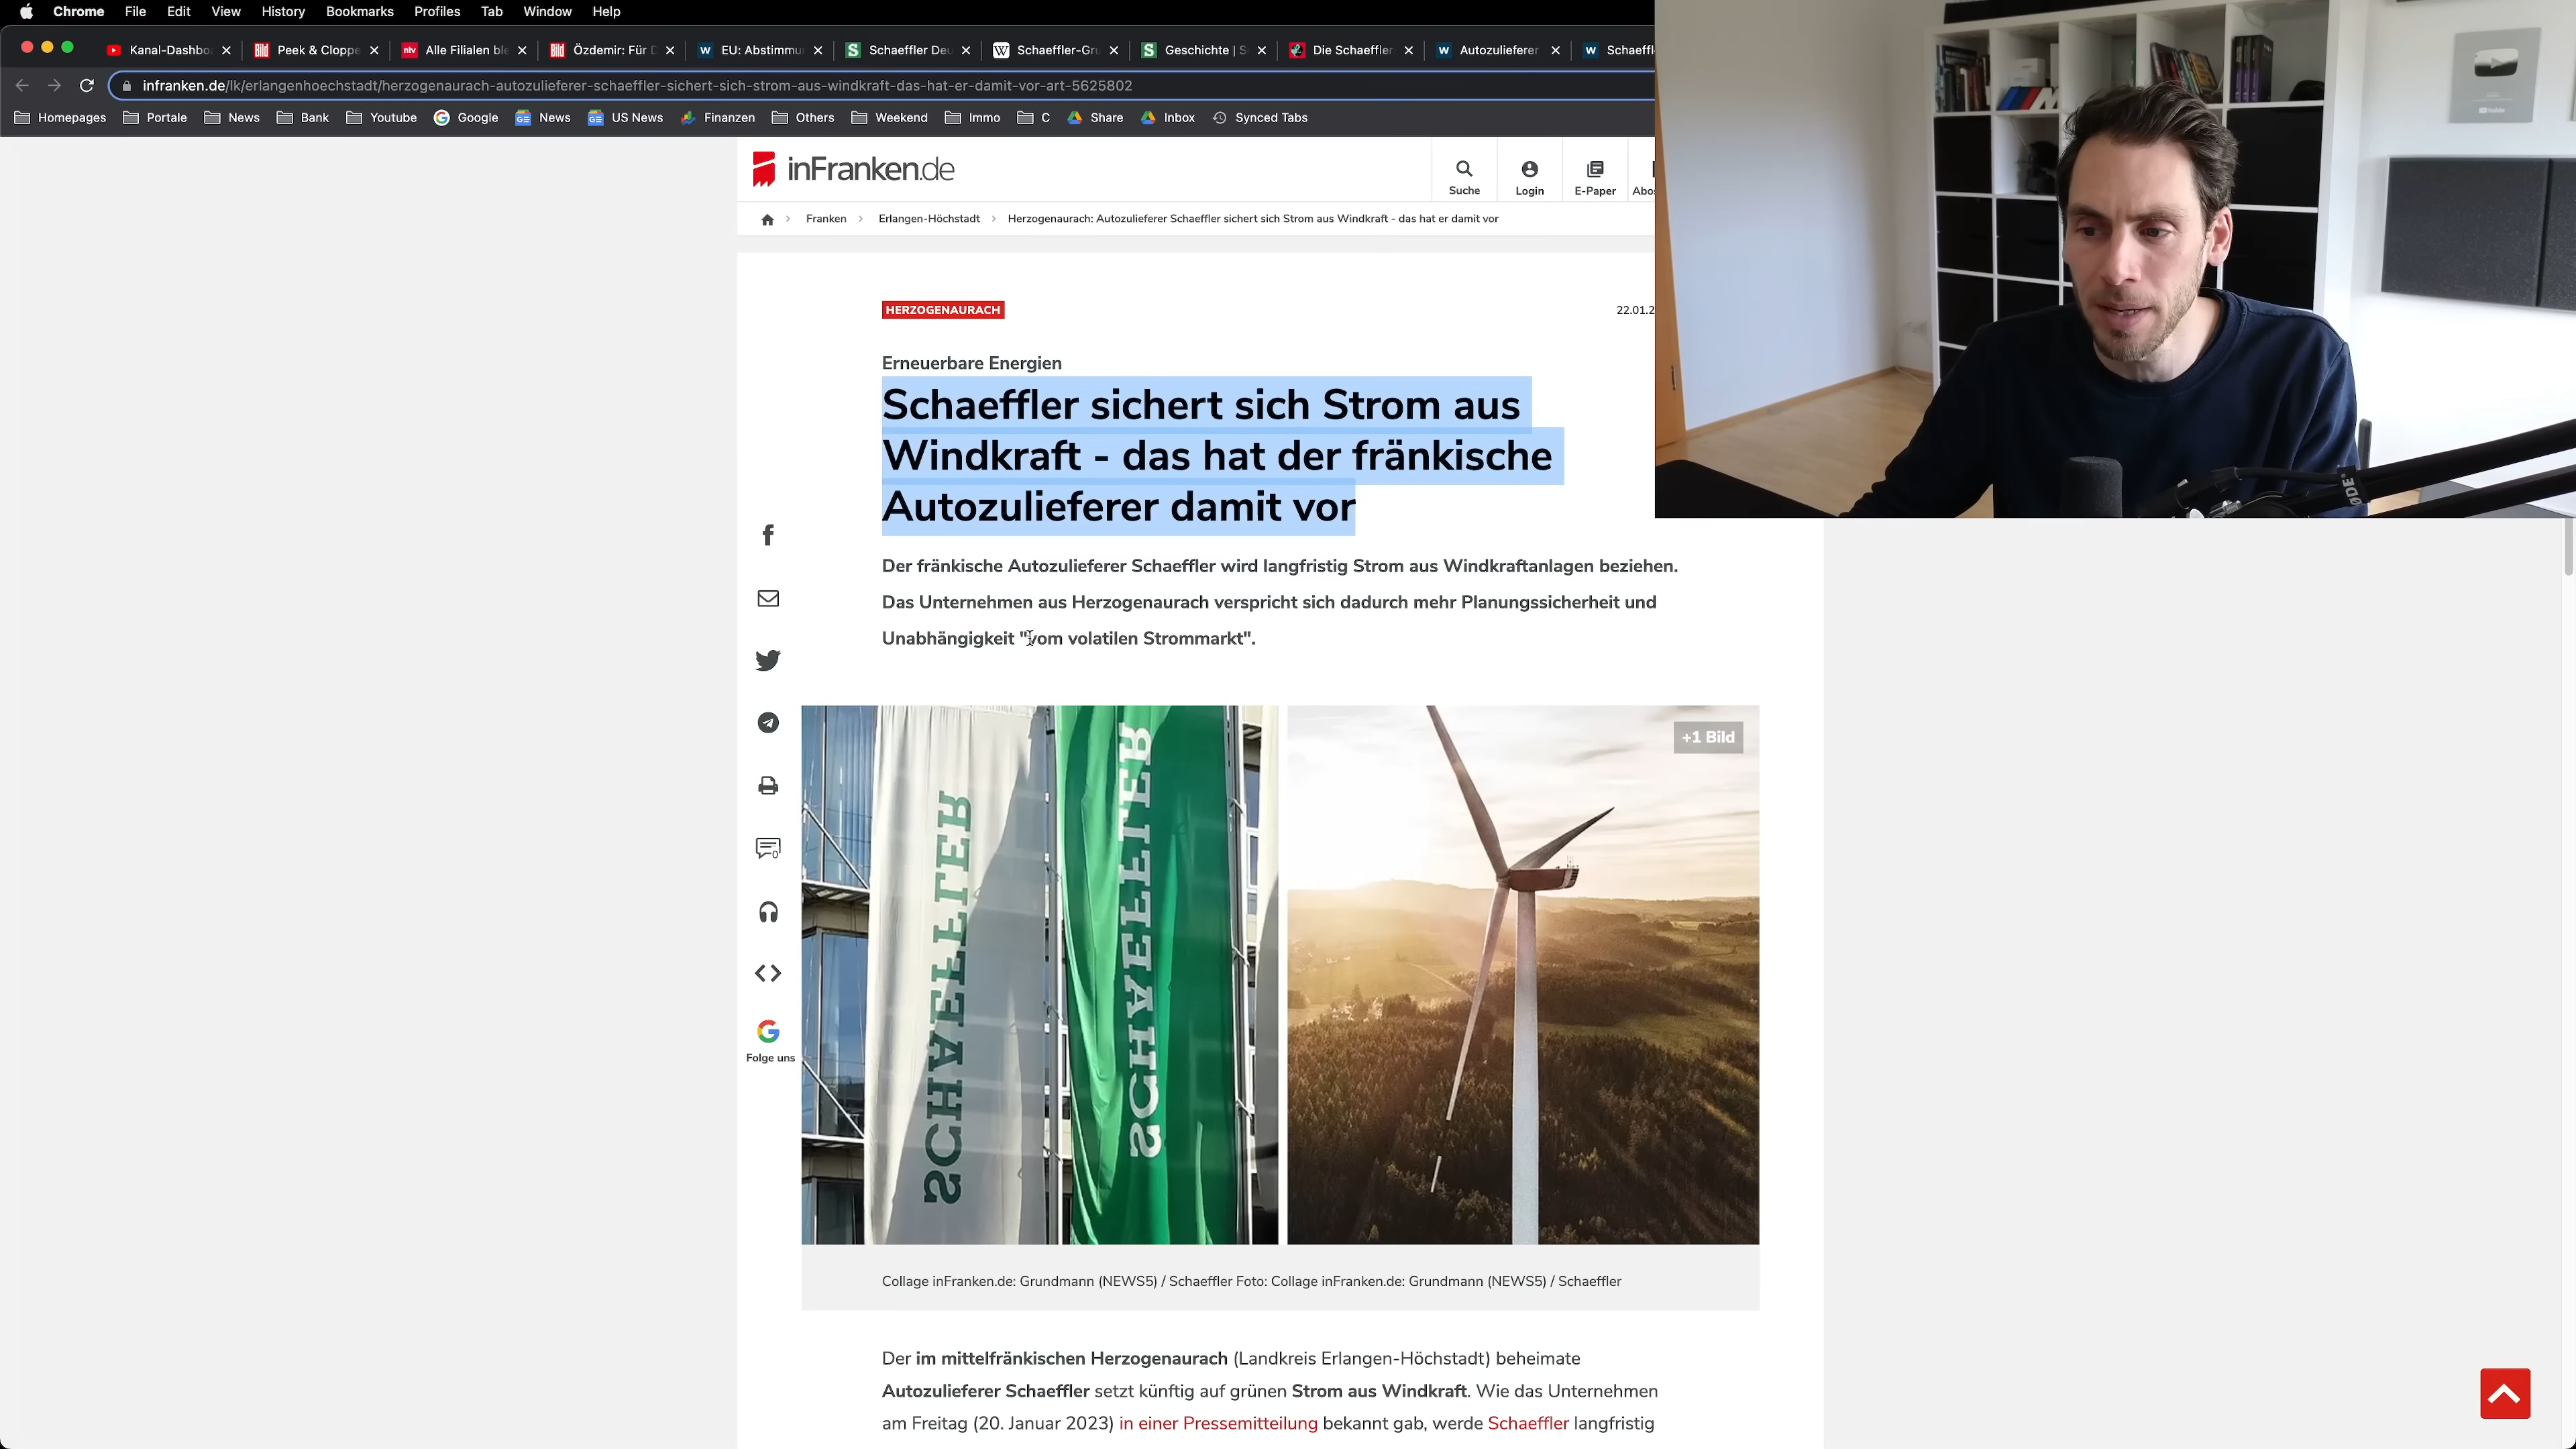 Chrome File Edit View History Bookmarks Profiles Tab Window Help
Kanal-Dashbo
Peek & Cloppe
ntv Alle Filialen ble
Özdemir: Für D
EU: Abstimmu
Schaeffler Deu
Schaeffler-Gru
Geschichte | S
Die Schaeffler
Autozulieferer
Schaeffl
infranken.de/lk/erlangenhoechstadt/herzogenaurach-autozulieferer-schaeffler-sichert-sich-strom-aus-windkraft-das-hat-er-damit-vor-art-5625802
Homepages Portale News Bank Youtube Google News US News Finanzen Others Weekend Immo C Share Inbox Synced Tabs
inFranken.de
Suche
Login
E-Paper
Abos
Franken > Erlangen-Höchstadt > Herzogenaurach: Autozulieferer Schaeffler sichert sich Strom aus Windkraft - das hat er damit vor
HERZOGENAURACH
22.01.2
Erneuerbare Energien
Schaeffler sichert sich Strom aus
Windkraft - das hat der fränkische
Autozulieferer damit vor
Der fränkische Autozulieferer Schaeffler wird langfristig Strom aus Windkraftanlagen beziehen.
Das Unternehmen aus Herzogenaurach verspricht sich dadurch mehr Planungssicherheit und
Unabhängigkeit "vom volatilen Strommarkt".
+1 Bild
SCHAEFFLER
SCHAEFFLER
Folge uns
Collage inFranken.de: Grundmann (NEWS5) / Schaeffler Foto: Collage inFranken.de: Grundmann (NEWS5) / Schaeffler
Der im mittelfränkischen Herzogenaurach (Landkreis Erlangen-Höchstadt) beheimate
Autozulieferer Schaeffler setzt künftig auf grünen Strom aus Windkraft. Wie das Unternehmen
am Freitag (20. Januar 2023) in einer Pressemitteilung bekannt gab, werde Schaeffler langfristig